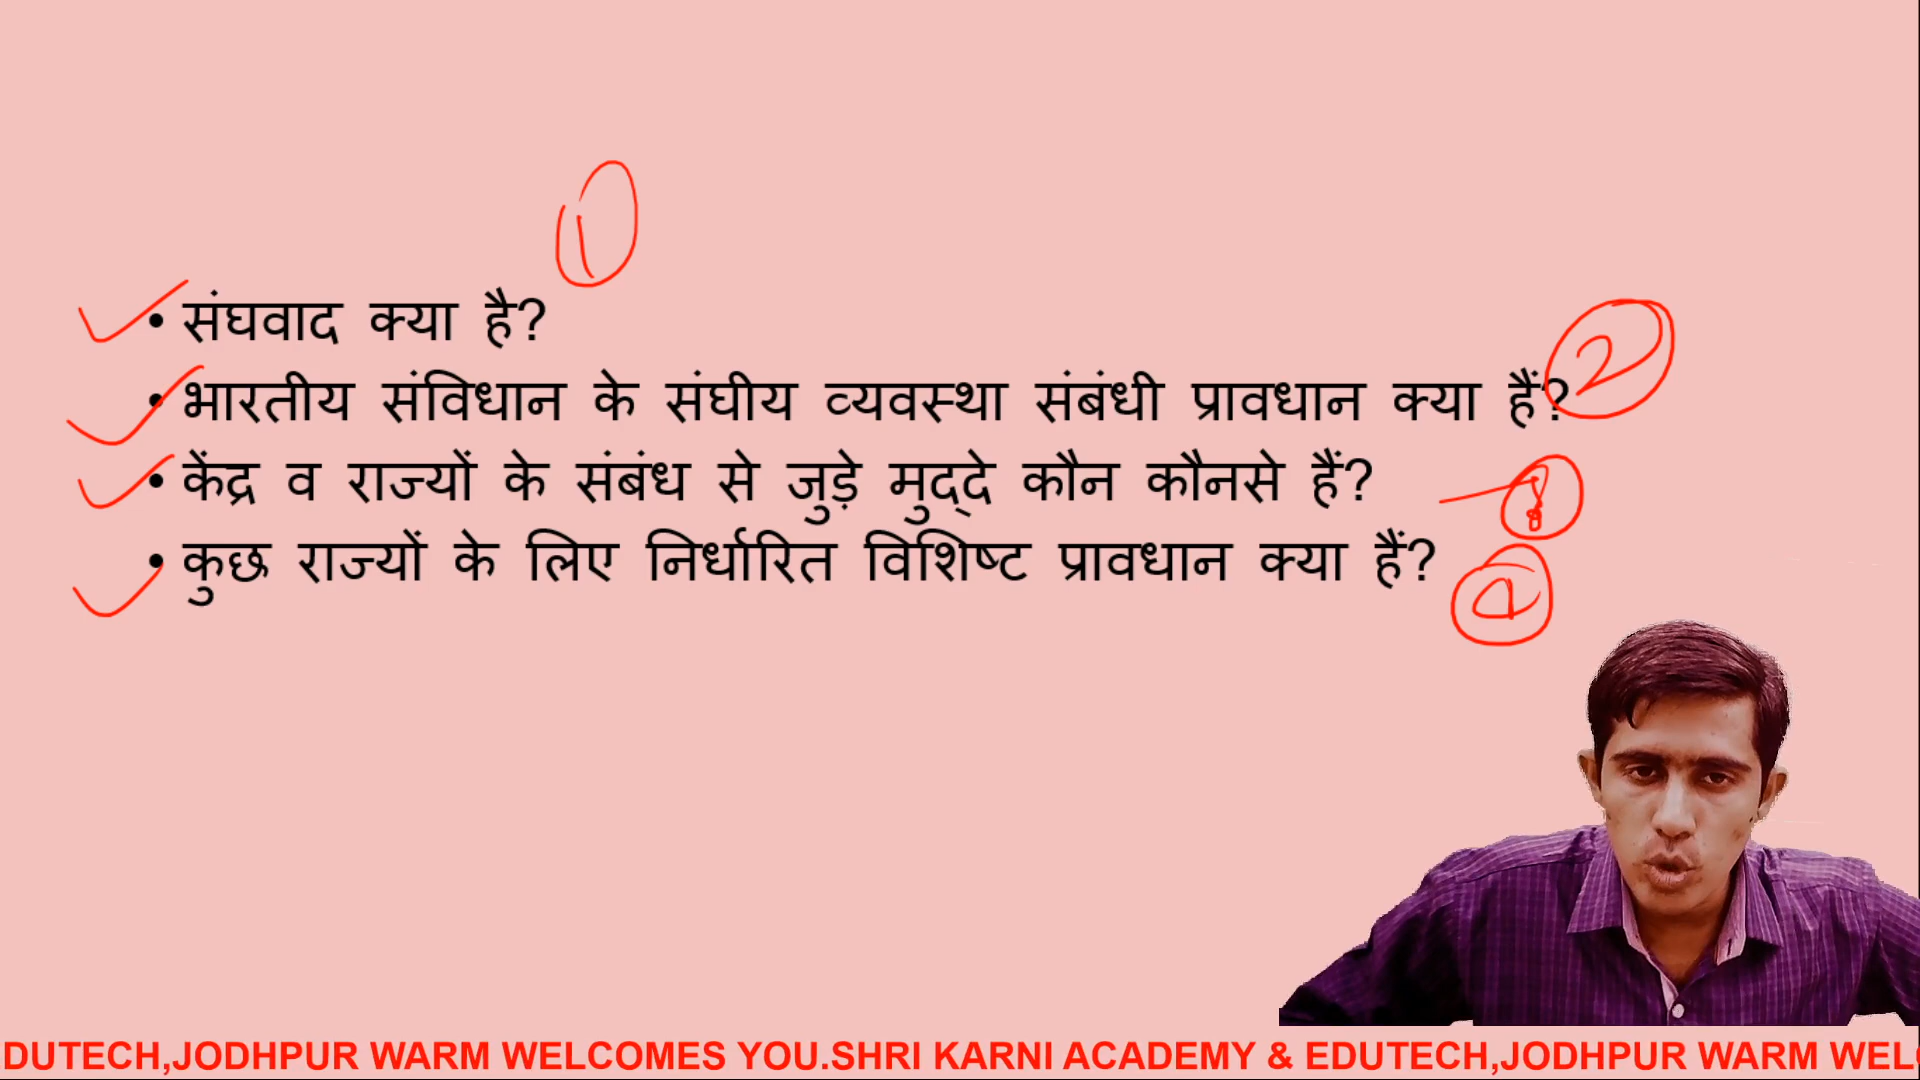 1
• संघवाद क्या है?
• भारतीय संविधान के संघीय व्यवस्था संबंधी प्रावधान क्या हैं? 2
• केंद्र व राज्यों के संबंध से जुड़े मुद्दे कौन कौनसे हैं?
• कुछ राज्यों के लिए निर्धारित विशिष्ट प्रावधान क्या हैं?
DUTECH,JODHPUR WARM WELCOMES YOU.SHRI KARNI ACADEMY & EDUTECH,JODHPUR WARM WELC